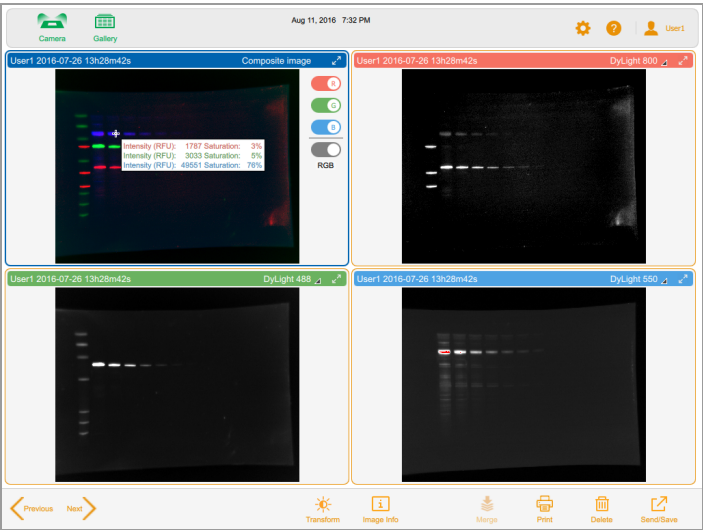 Aug 11, 2016 7:32 PM
Camera
Gallery
User1
User1 2016-07-26 13h28m42s Composite image
R
G
B
RGB
Intensity (RFU): 1787 Saturation: 3%
Intensity (RFU): 3033 Saturation: 5%
Intensity (RFU): 49551 Saturation: 76%
User1 2016-07-26 13h28m42s DyLight 800
User1 2016-07-26 13h28m42s DyLight 488
User1 2016-07-26 13h28m42s DyLight 550
Previous Next
Transform
Image Info
Merge
Print
Delete
Send/Save